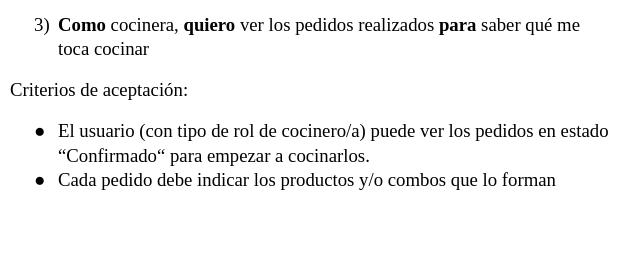 3) Como cocinera, quiero ver los pedidos realizados para saber qué me
toca cocinar
Criterios de aceptación:
● El usuario (con tipo de rol de cocinero/a) puede ver los pedidos en estado
“Confirmado“ para empezar a cocinarlos.
● Cada pedido debe indicar los productos y/o combos que lo forman